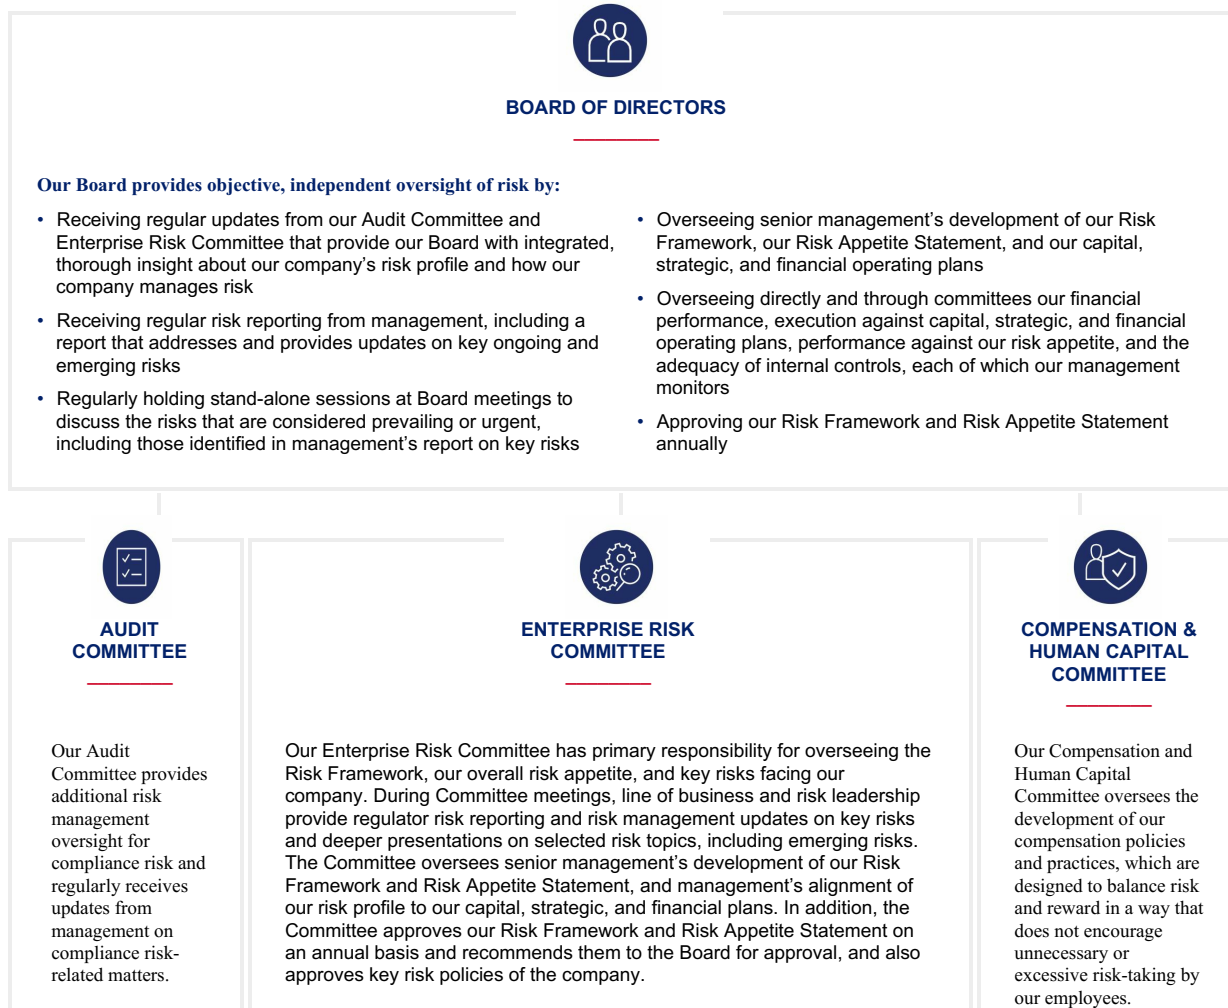 BOARD OF DIRECTORS
Our Board provides objective, independent oversight of risk by:
• Receiving regular updates from our Audit Committee and
Enterprise Risk Committee that provide our Board with integrated,
thorough insight about our company's risk profile and how our
company manages risk
• Receiving regular risk reporting from management, including a
report that addresses and provides updates on key ongoing and
emerging risks
• Regularly holding stand-alone sessions at Board meetings to
discuss the risks that are considered prevailing or urgent,
including those identified in management's report on key risks
• Overseeing senior management's development of our Risk
Framework, our Risk Appetite Statement, and our capital,
strategic, and financial operating plans
• Overseeing directly and through committees our financial
performance, execution against capital, strategic, and financial
operating plans, performance against our risk appetite, and the
adequacy of internal controls, each of which our management
monitors
• Approving our Risk Framework and Risk Appetite Statement
annually
AUDIT
COMMITTEE
Our Audit
Committee provides
additional risk
management
oversight for
compliance risk and
regularly receives
updates from
management on
compliance risk-
related matters.
ENTERPRISE RISK
COMMITTEE
Our Enterprise Risk Committee has primary responsibility for overseeing the
Risk Framework, our overall risk appetite, and key risks facing our
company. During Committee meetings, line of business and risk leadership
provide regulator risk reporting and risk management updates on key risks
and deeper presentations on selected risk topics, including emerging risks.
The Committee oversees senior management's development of our Risk
Framework and Risk Appetite Statement, and management's alignment of
our risk profile to our capital, strategic, and financial plans. In addition, the
Committee approves our Risk Framework and Risk Appetite Statement on
an annual basis and recommends them to the Board for approval, and also
approves key risk policies of the company.
COMPENSATION &
HUMAN CAPITAL
COMMITTEE
Our Compensation and
Human Capital
Committee oversees the
development of our
compensation policies
and practices, which are
designed to balance risk
and reward in a way that
does not encourage
unnecessary or
excessive risk-taking by
our employees.